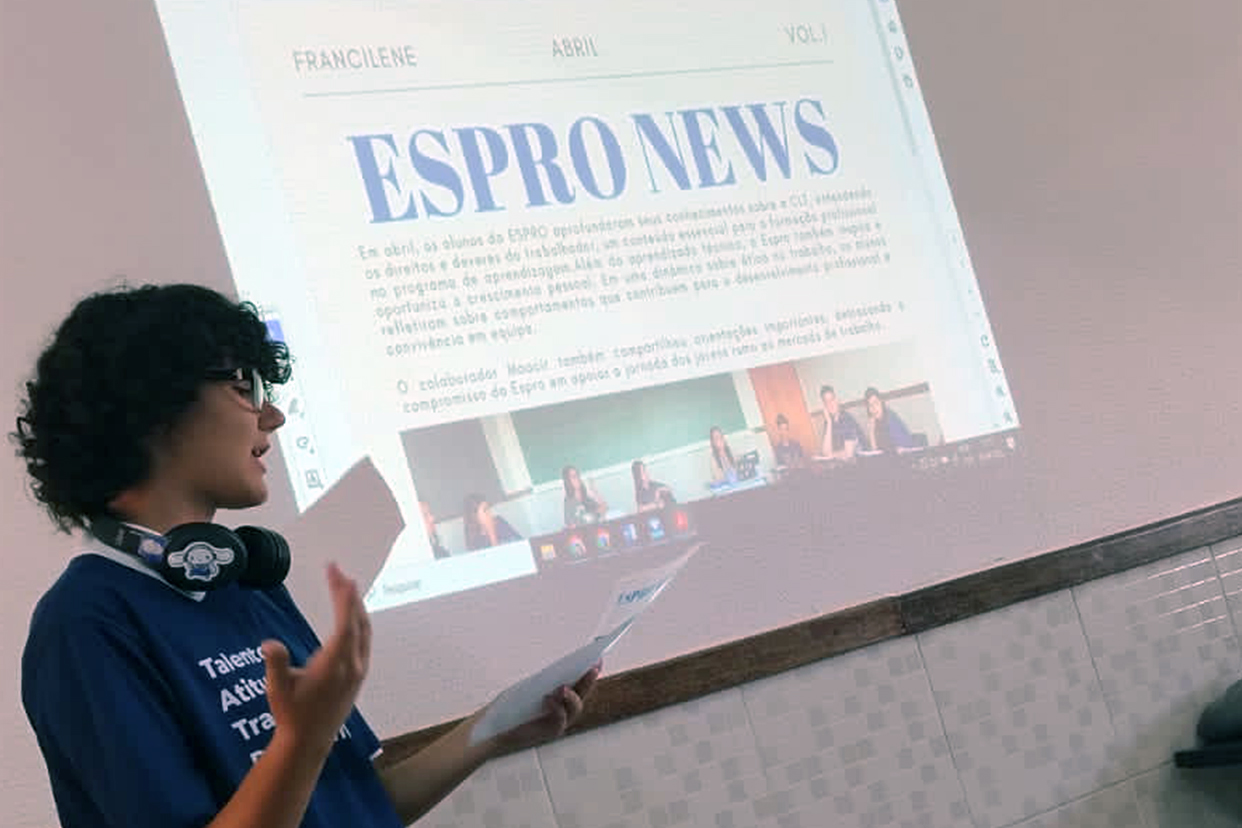 FRANCILENE ABRIL VOL.I
ESPRO NEWS
Em abril, os alunos do ESPRO aprofundaram seus conhecimentos sobre a CLT, entendendo
os direitos e deveres do trabalhador, um conteúdo essencial para a formação profissional
no programa de aprendizagem.Além do aprendizado técnico, o Espro também inspira e
oportuniza o crescimento pessoal. Em uma dinâmica sobre ética no trabalho, os alunos
refletiram sobre comportamentos que contribuem para o desenvolvimento profissional e
convivência em equipe.
O colaborador Moacir também compartilhou orientações importantes, destacando o
compromisso do Espro em apoiar a jornada dos jovens rumo ao mercado de trabalho.
Pesquisar
ESPRO
Talento
Atitu
Tra